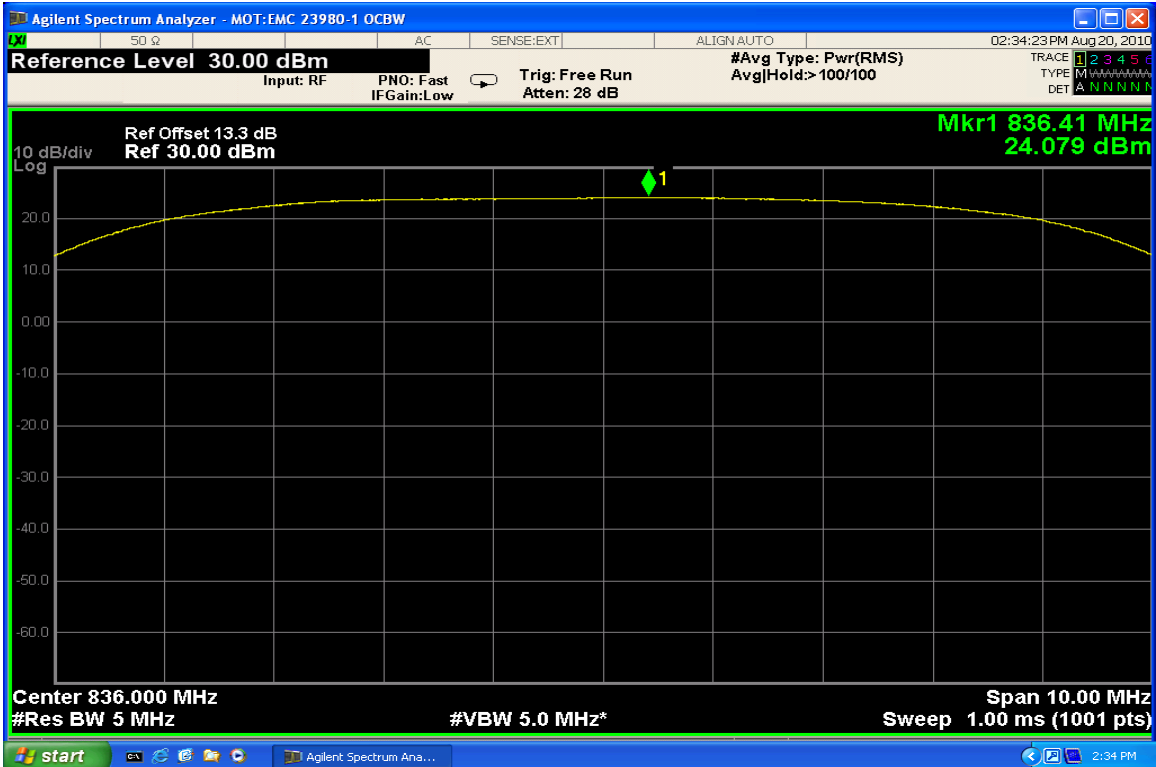 Agilent Spectrum Analyzer - MOT:EMC 23980-1 OCBW
LXI 50 Ω AC SENSE:EXT ALIGN AUTO 02:34:23 PM Aug 20, 2010
Reference Level 30.00 dBm
Input: RF
PNO: Fast
IFGain:Low
Trig: Free Run
Atten: 28 dB
#Avg Type: Pwr(RMS)
Avg|Hold:> 100/100
TRACE 1 2 3 4 5 6
TYPE M
DET A N N N N N
Mkr1 836.41 MHz
24.079 dBm
Ref Offset 13.3 dB
10 dB/div Ref 30.00 dBm
Log
1
20.0
10.0
0.00
-10.0
-20.0
-30.0
-40.0
-50.0
-60.0
Center 836.000 MHz Span 10.00 MHz
#Res BW 5 MHz #VBW 5.0 MHz* Sweep 1.00 ms (1001 pts)
start Agilent Spectrum Ana... 2:34 PM